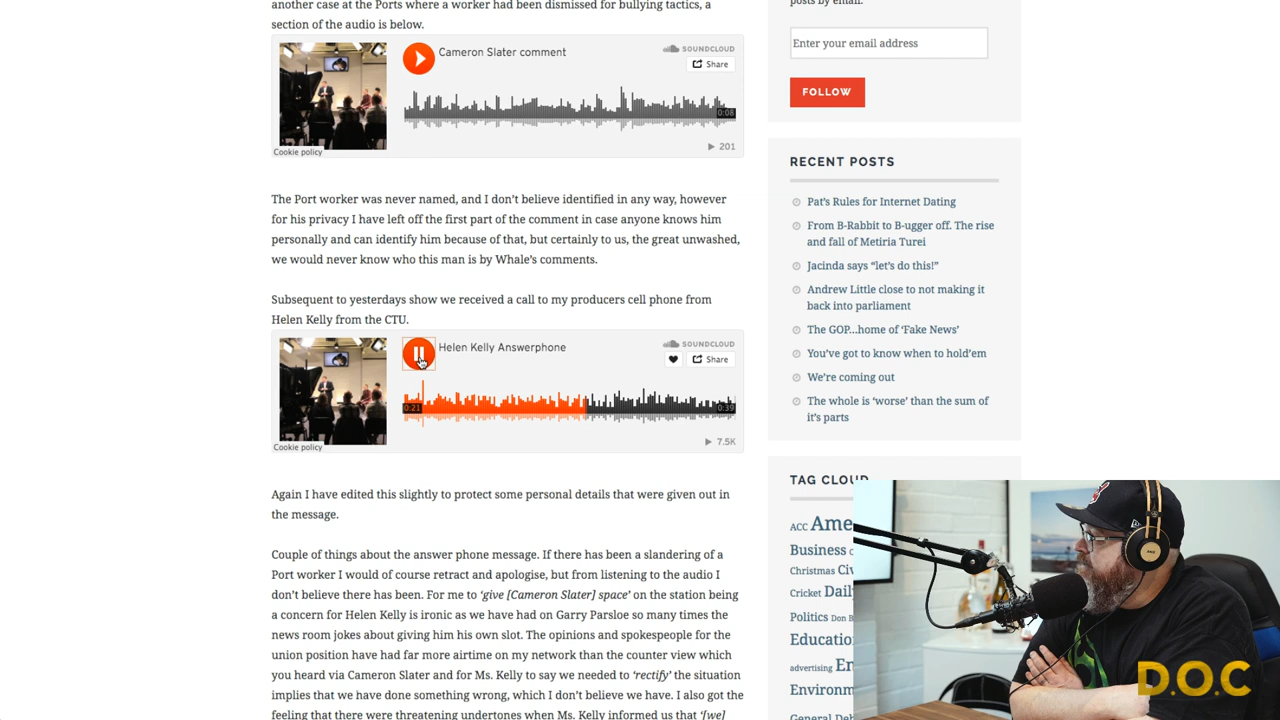 another case at the Ports where a worker had been dismissed for bullying tactics, a
section of the audio is below.
Cameron Slater comment
SOUNDCLOUD
Share
0:08
201
Cookie policy
The Port worker was never named, and I don't believe identified in any way, however
for his privacy I have left off the first part of the comment in case anyone knows him
personally and can identify him because of that, but certainly to us, the great unwashed,
we would never know who this man is by Whale's comments.
Subsequent to yesterdays show we received a call to my producers cell phone from
Helen Kelly from the CTU.
Helen Kelly Answerphone
SOUNDCLOUD
Share
0:21
0:39
7.5K
Cookie policy
Again I have edited this slightly to protect some personal details that were given out in
the message.
Couple of things about the answer phone message. If there has been a slandering of a
Port worker I would of course retract and apologise, but from listening to the audio I
don't believe there has been. For me to 'give [Cameron Slater] space' on the station being
a concern for Helen Kelly is ironic as we have had on Garry Parsloe so many times the
news room jokes about giving him his own slot. The opinions and spokespeople for the
union position have had far more airtime on my network than the counter view which
you heard via Cameron Slater and for Ms. Kelly to say we needed to 'rectify' the situation
implies that we have done something wrong, which I don't believe we have. I also got the
feeling that there were threatening undertones when Ms. Kelly informed us that '[we]
posts by email.
Enter your email address
FOLLOW
RECENT POSTS
Pat's Rules for Internet Dating
From B-Rabbit to B-ugger off. The rise
and fall of Metiria Turei
Jacinda says "let's do this!"
Andrew Little close to not making it
back into parliament
The GOP...home of 'Fake News'
You've got to know when to hold'em
We're coming out
The whole is 'worse' than the sum of
it's parts
TAG CLOUD
ACC Ame
Business
Christmas Civ
Cricket Dail
Politics Don B
Educatio
advertising En
Environm
General Deb
D.O.C